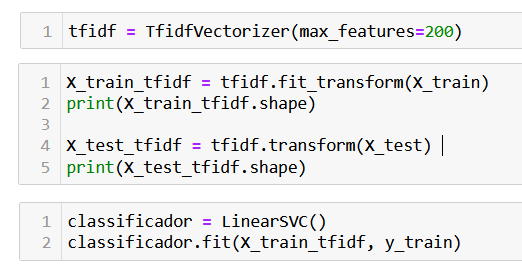 1 tfidf = TfidfVectorizer(max_features=200)
1 X_train_tfidf = tfidf.fit_transform(X_train)
2 print(X_train_tfidf.shape)
3
4 X_test_tfidf = tfidf.transform(X_test)
5 print(X_test_tfidf.shape)
1 classificador = LinearSVC()
2 classificador.fit(X_train_tfidf, y_train)